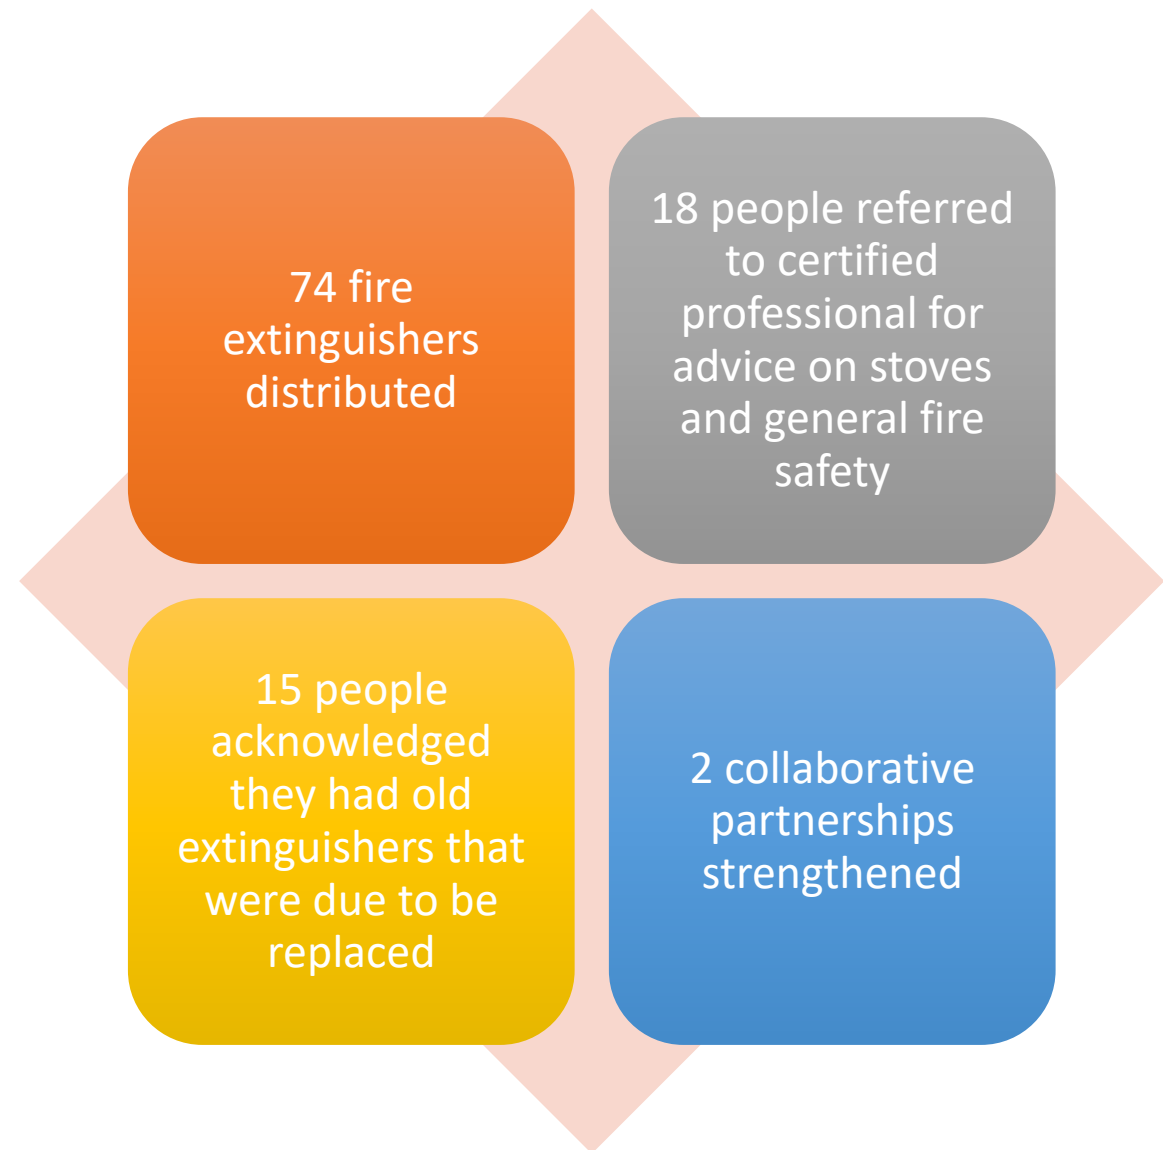 74 fire
extinguishers
distributed
18 people referred
to certified
professional for
advice on stoves
and general fire
safety
15 people
acknowledged
they had old
extinguishers that
were due to be
replaced
2 collaborative
partnerships
strengthened